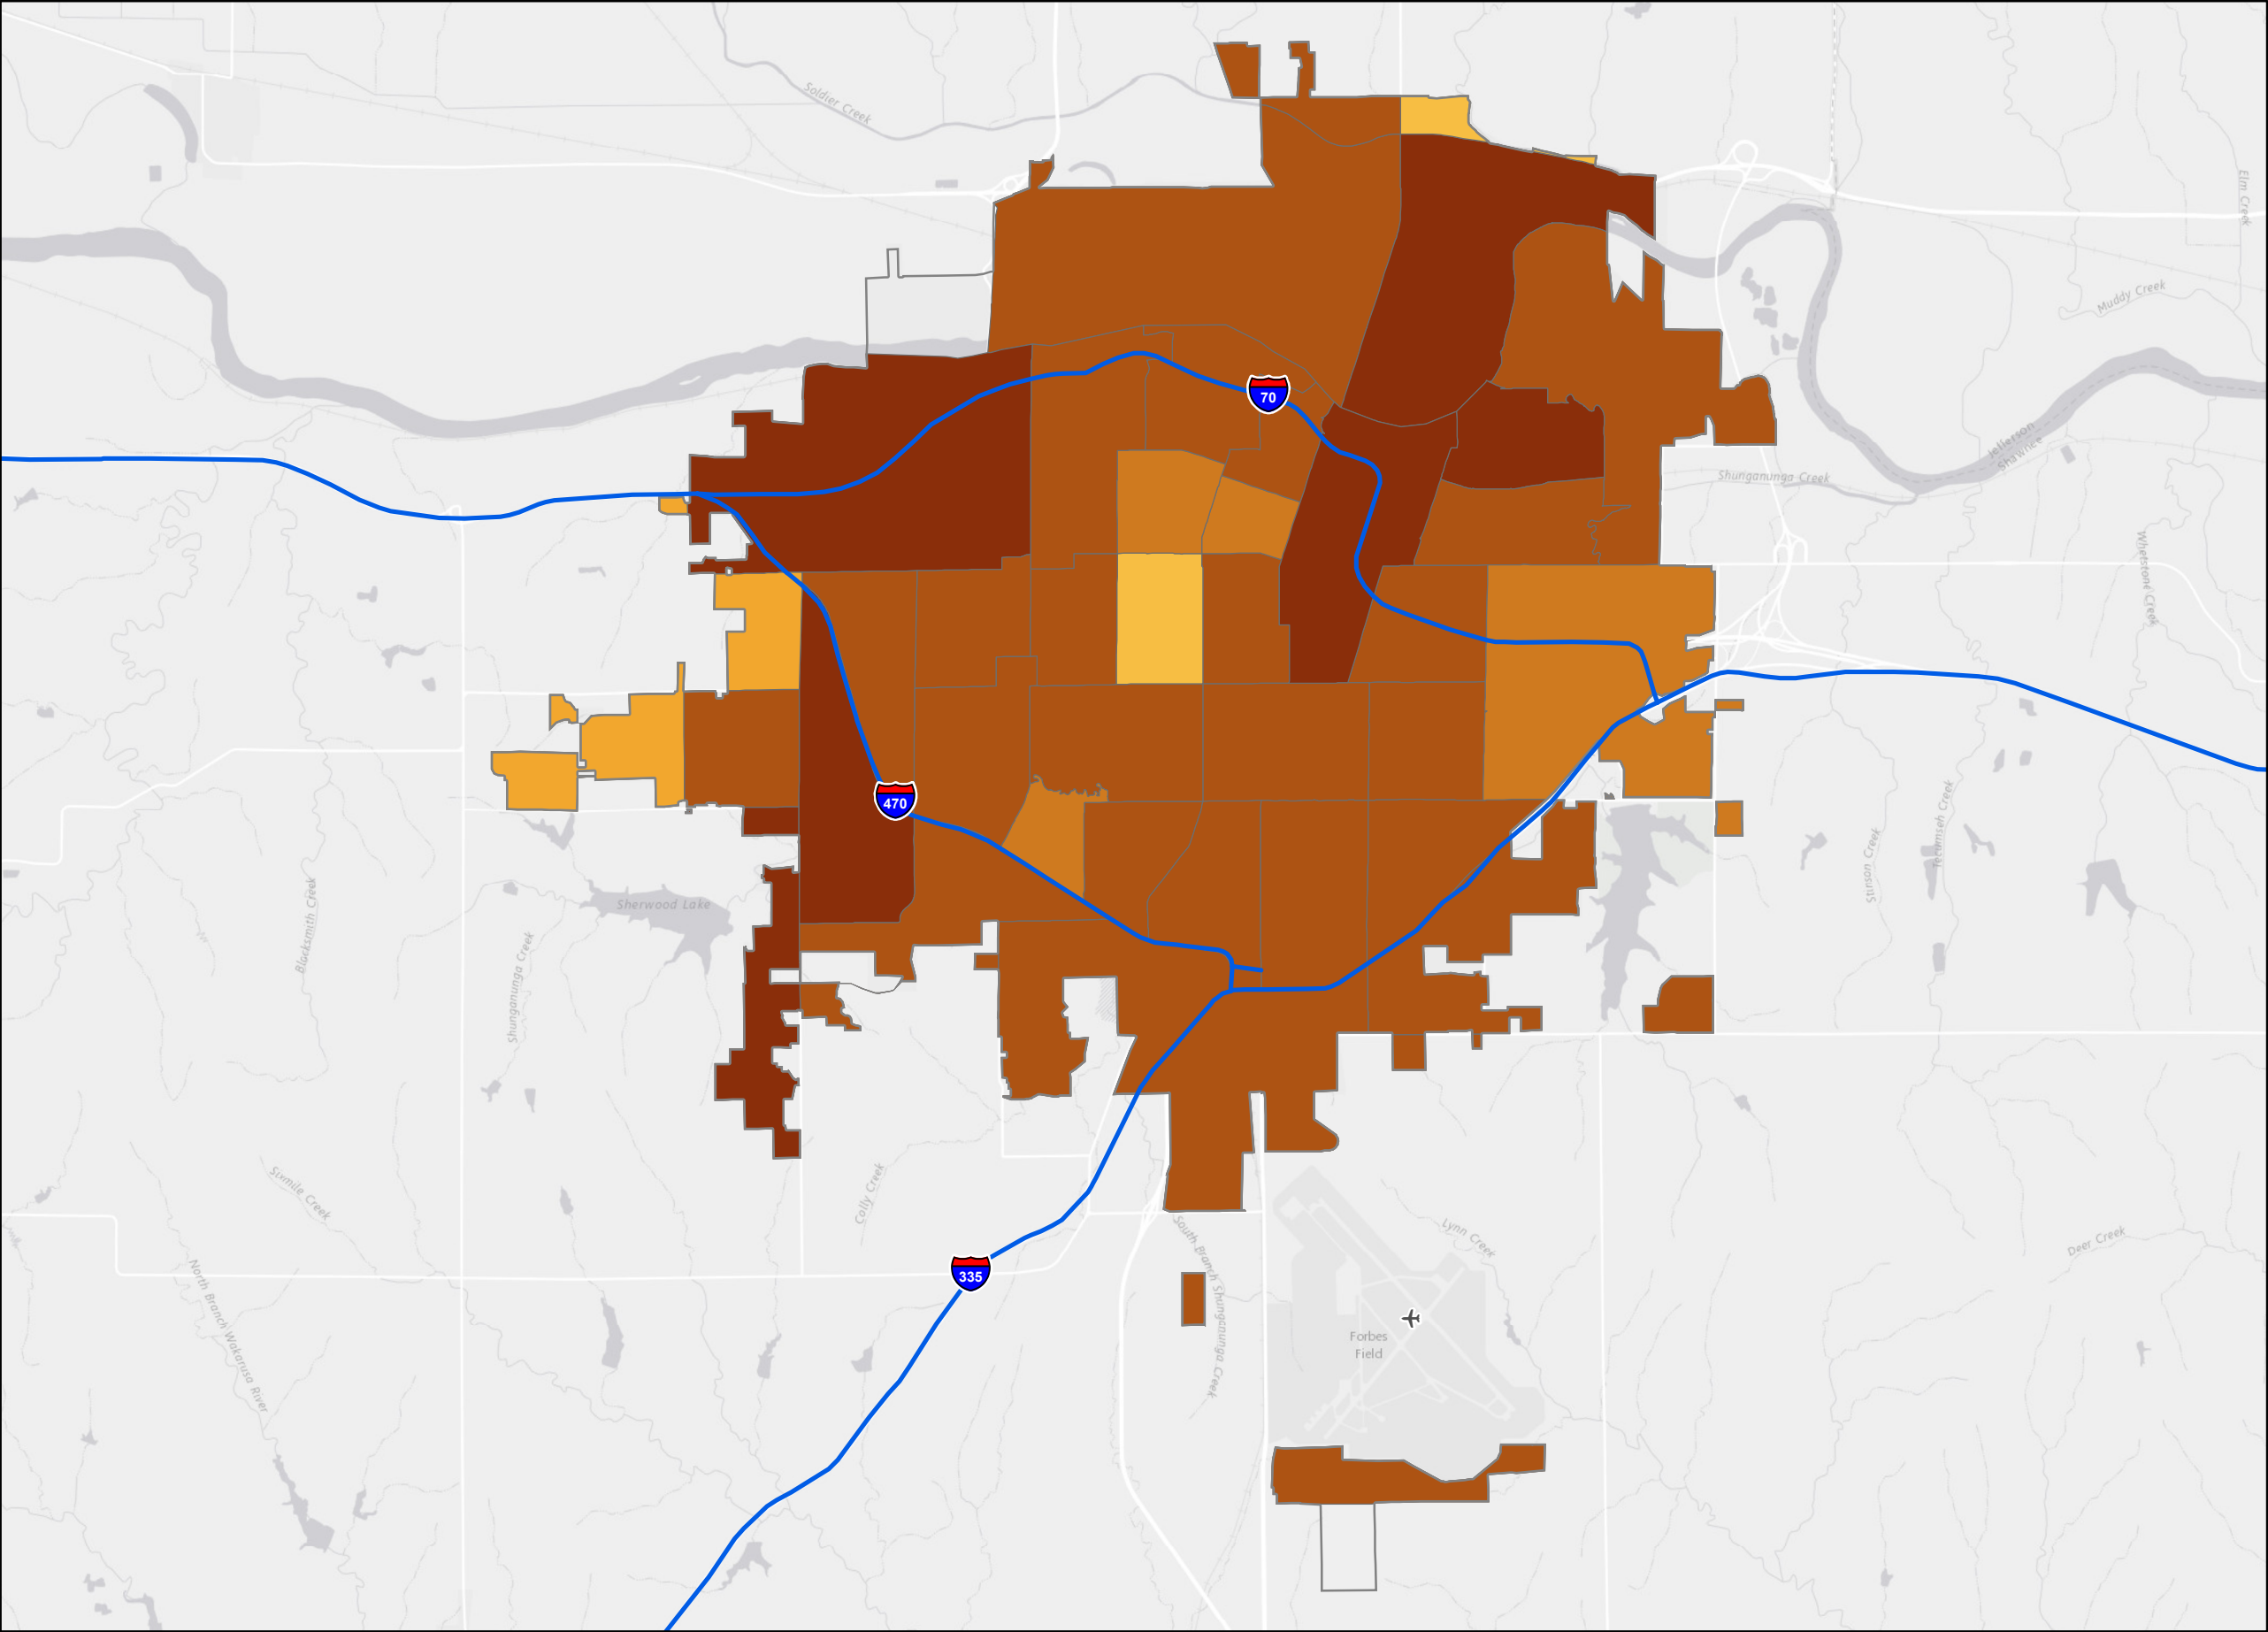 Soldier Creek
Elm Creek
Muddy Creek
70
Jefferson
Shawnee
Shunganunga Creek
Whetstone Creek
470
Tecumseh Creek
Stinson Creek
Blacksmith Creek
Sherwood Lake
Shunganunga Creek
Sixmile Creek
Colly Creek
South Branch Shunganunga Creek
Lynn Creek
Deer Creek
North Branch Wakarusa River
335
Forbes
Field